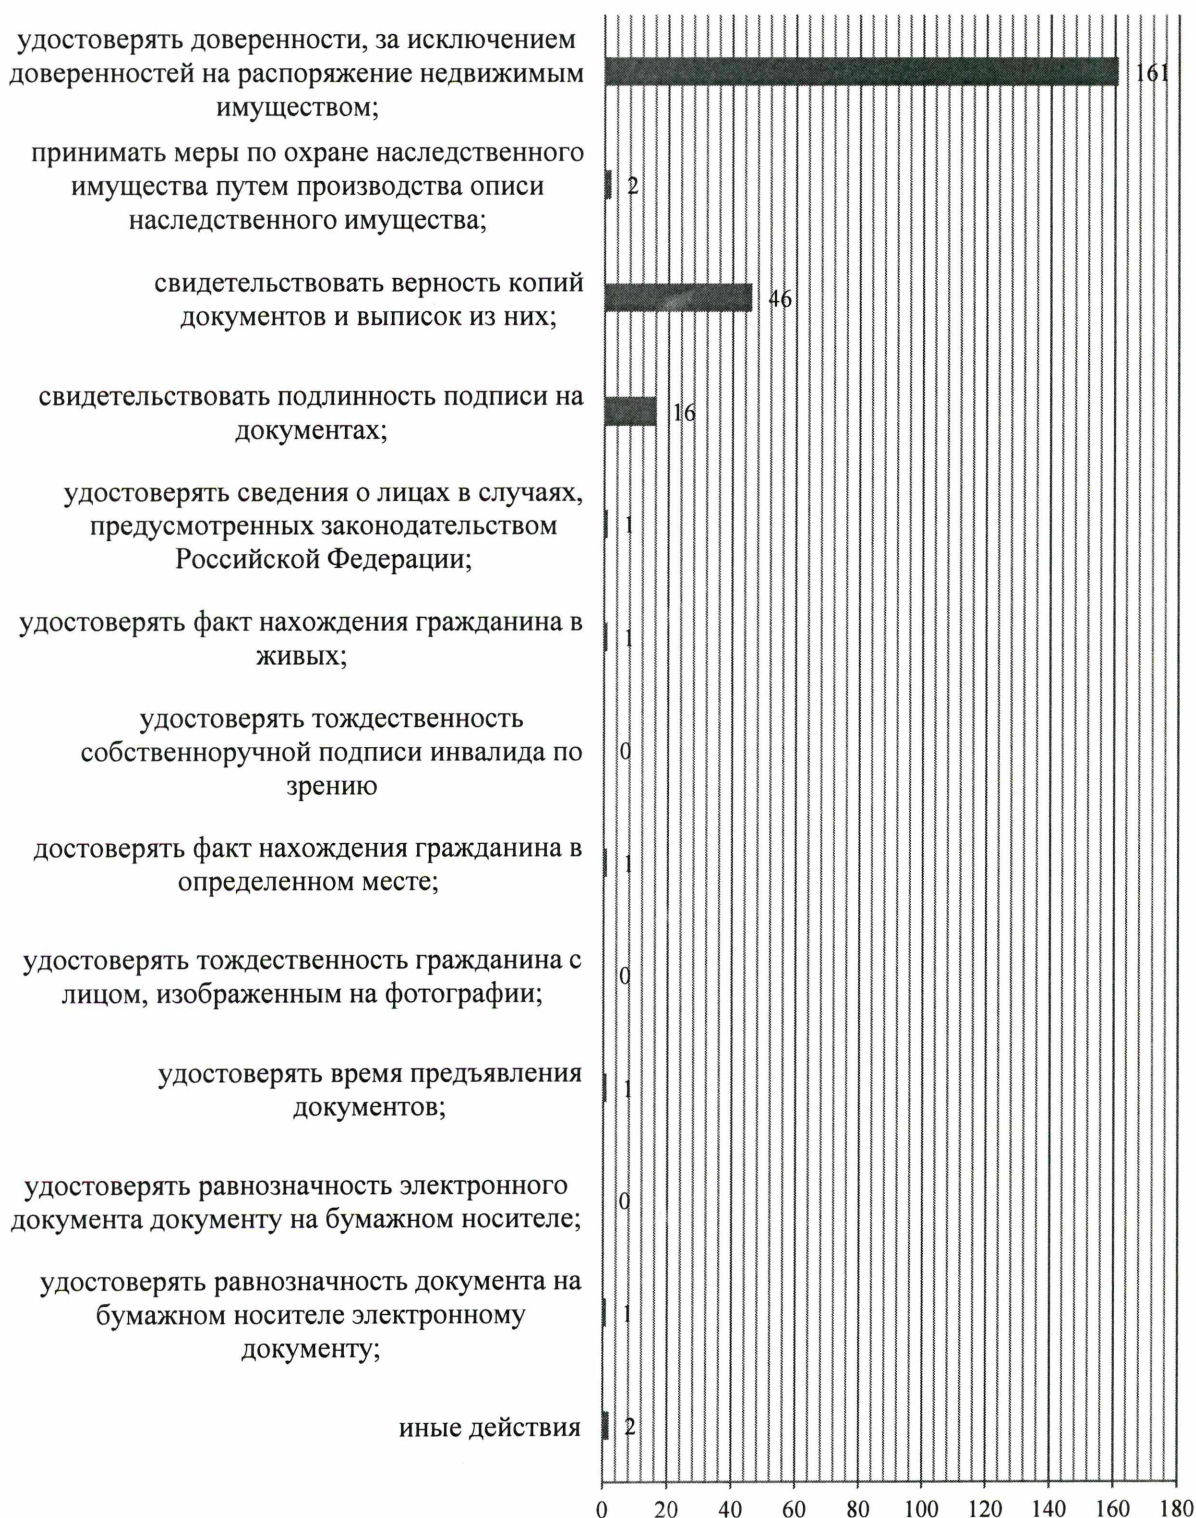 удостоверять доверенности, за исключением
доверенностей на распоряжение недвижимым
имуществом;
161
принимать меры по охране наследственного
имущества путем производства описи
наследственного имущества;
2
свидетельствовать верность копий
документов и выписок из них;
46
свидетельствовать подлинность подписи на
документах;
16
удостоверять сведения о лицах в случаях,
предусмотренных законодательством
Российской Федерации;
1
удостоверять факт нахождения гражданина в
живых;
1
удостоверять тождественность
собственноручной подписи инвалида по
зрению
0
достоверять факт нахождения гражданина в
определенном месте;
1
удостоверять тождественность гражданина с
лицом, изображенным на фотографии;
0
удостоверять время предъявления
документов;
1
удостоверять равнозначность электронного
документа документу на бумажном носителе;
0
удостоверять равнозначность документа на
бумажном носителе электронному
документу;
1
иные действия
2
0 20 40 60 80 100 120 140 160 180